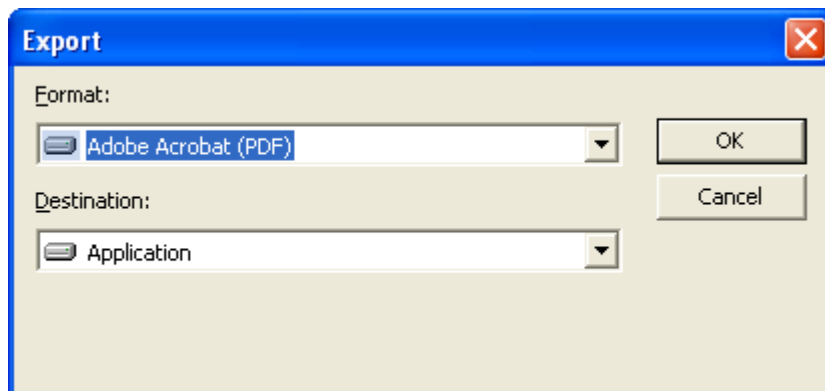 Export
Format:
Adobe Acrobat (PDF)
OK
Destination:
Cancel
Application